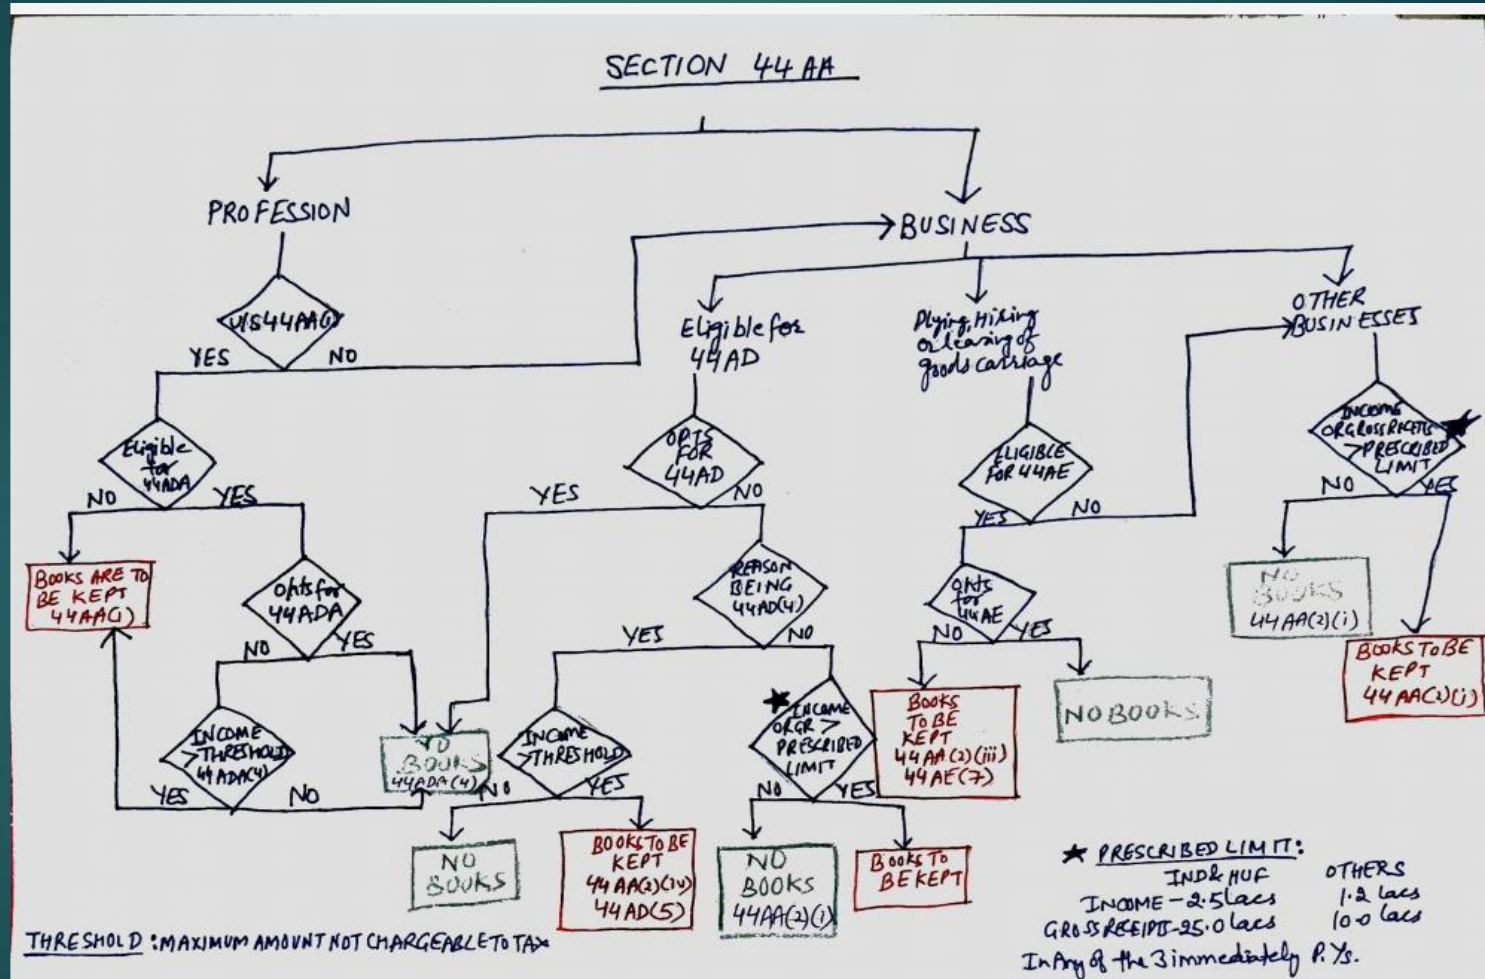 SECTION 44AA
PROFESSION
BUSINESS
U/S 44AA(1)
YES
NO
Eligible for
44AD
Plying, Hiring
or leasing of
goods carriage
OTHER
BUSINESSES
Eligible
for
44ADA
NO
YES
OPTS
FOR
44AD
YES
NO
ELIGIBLE
FOR 44AE
YES
NO
INCOME
OR GROSS RECEIPTS
>PRESCRIBED
LIMIT
NO
YES
BOOKS ARE TO
BE KEPT
44AA(1)
Opts for
44ADA
NO
YES
REASON
BEING
44AD(4)
YES
NO
Opts
for
44AE
NO
YES
NO
BOOKS
44AA(2)(i)
BOOKS TO BE
KEPT
44AA(2)(i)
INCOME
>THRESHOLD
44ADA(4)
YES
NO
NO
BOOKS
44ADA(4)
INCOME
>THRESHOLD
NO
YES
INCOME
OR GR >
PRESCRIBED
LIMIT
NO
YES
BOOKS
TO BE
KEPT
44AA(2)(iii)
44AE(7)
NO BOOKS
NO
BOOKS
BOOKS TO BE
KEPT
44AA(2)(iv)
44AD(5)
NO
BOOKS
44AA(2)(i)
BOOKS TO
BE KEPT
★ PRESCRIBED LIMIT:
IND & HUF OTHERS
INCOME - 2.5 lacs 1.2 lacs
GROSS RECEIPTS - 25.0 lacs 10.0 lacs
In Any of the 3 immediately P.Ys.
THRESHOLD : MAXIMUM AMOUNT NOT CHARGEABLE TO TAX